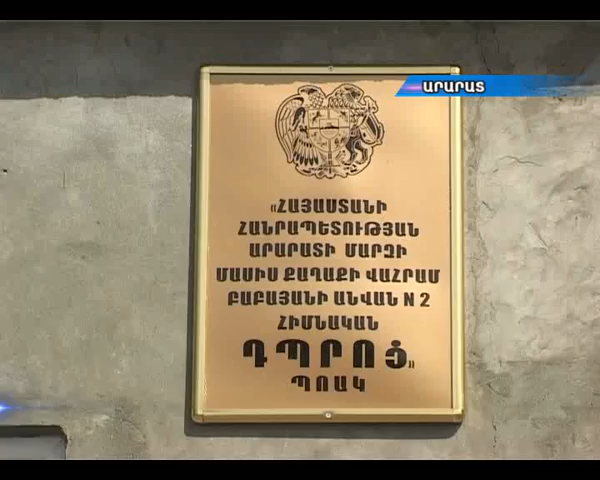 ԱՐԱՐԱՏ
«ՀԱՅԱՍՏԱՆԻ
ՀԱՆՐԱՊԵՏՈՒԹՅԱՆ
ԱՐԱՐԱՏԻ ՄԱՐԶԻ
ՄԱՍԻՍ ՔԱՂԱՔԻ ՎԱՀՐԱՄ
ԲԱԲԱՅԱՆԻ ԱՆՎԱՆ N 2
ՀԻՄՆԱԿԱՆ
ԴՊՐՈՑ»
ՊՈԱԿ